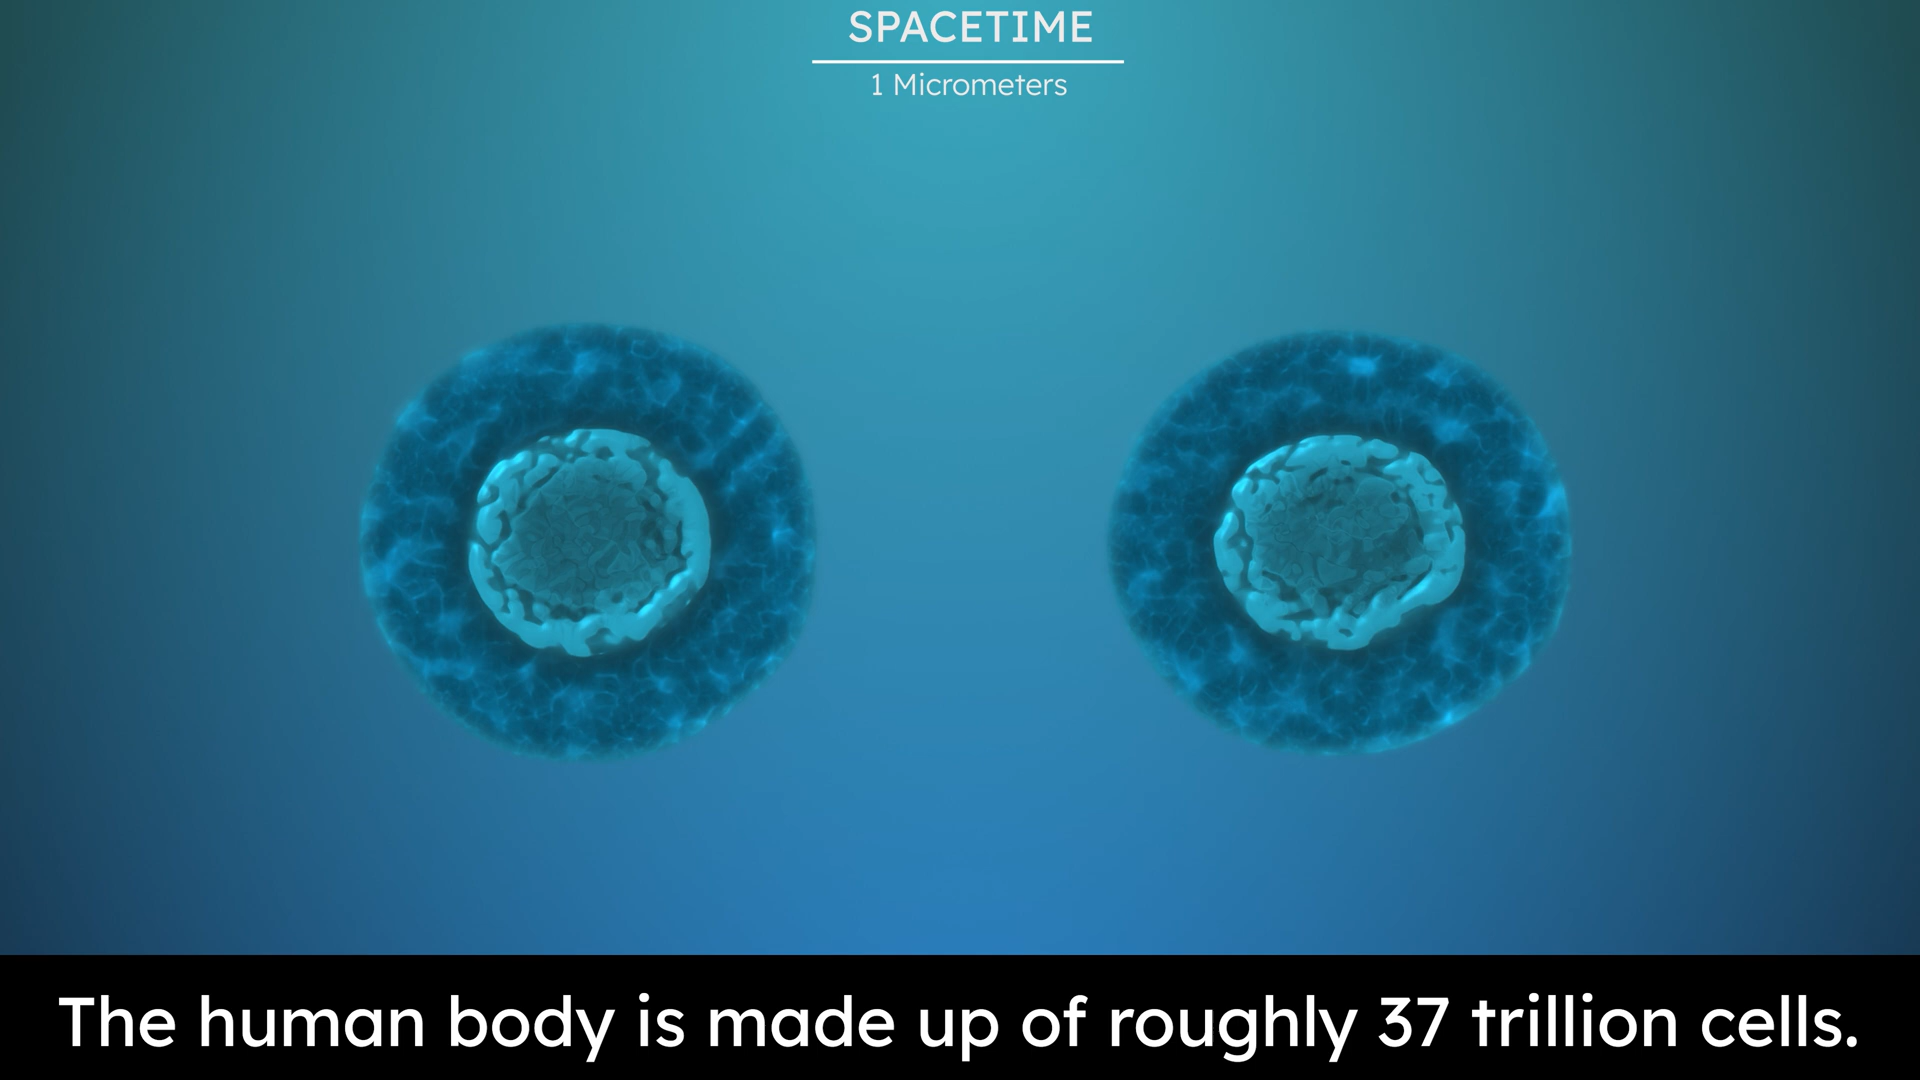 SPACETIME
1 Micrometers
The human body is made up of roughly 37 trillion cells.